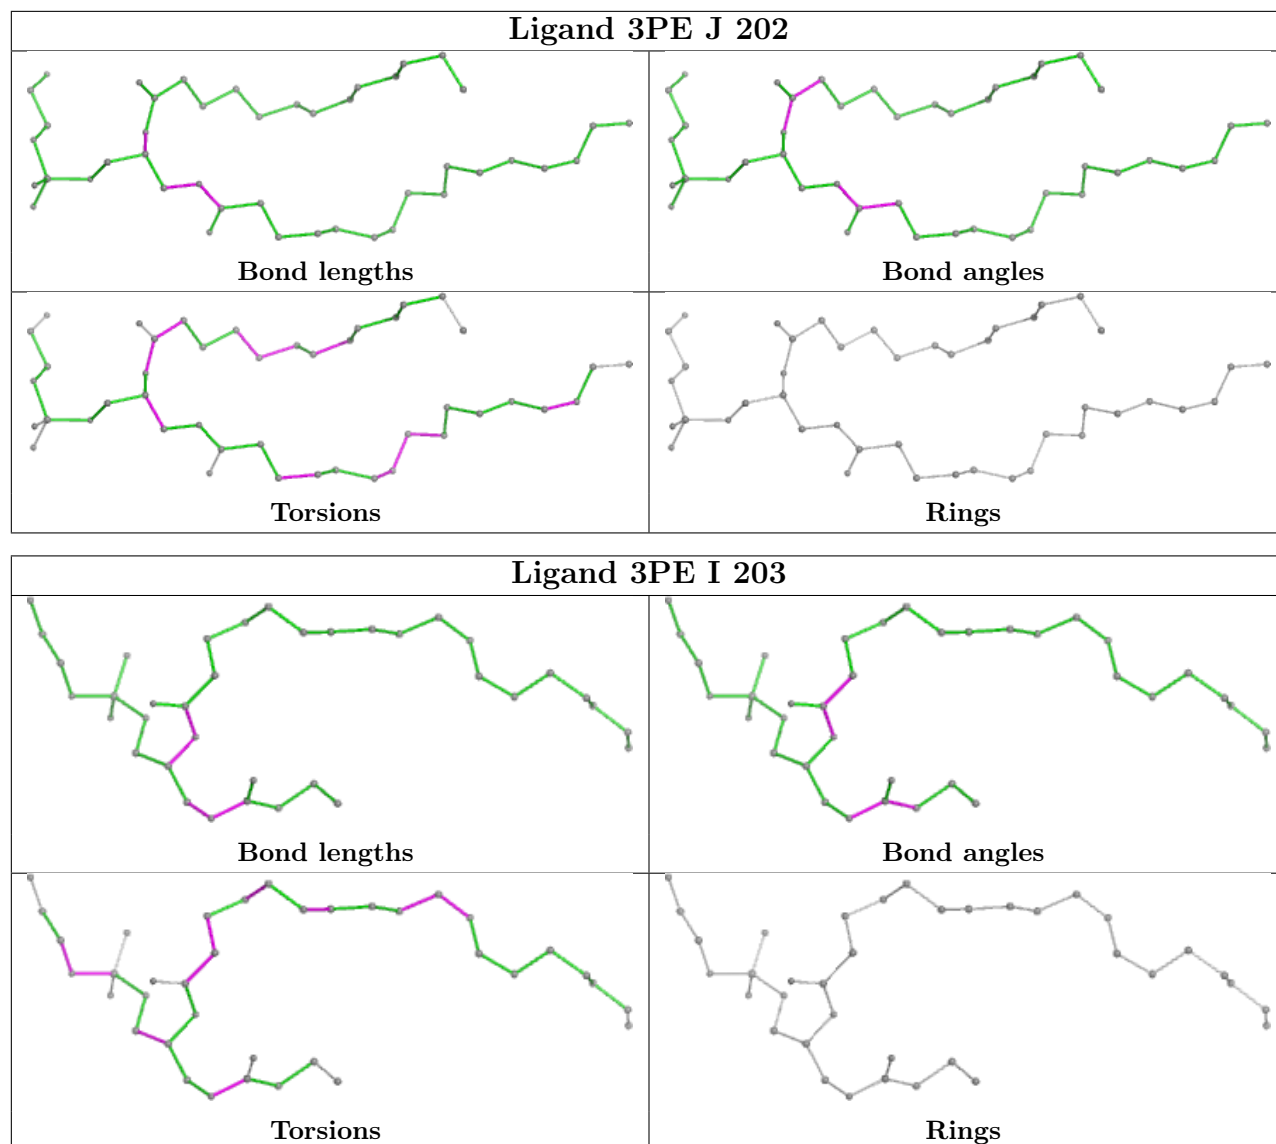 Ligand 3PE J 202
Bond lengths
Bond angles
Torsions
Rings
Ligand 3PE I 203
Bond lengths
Bond angles
Torsions
Rings